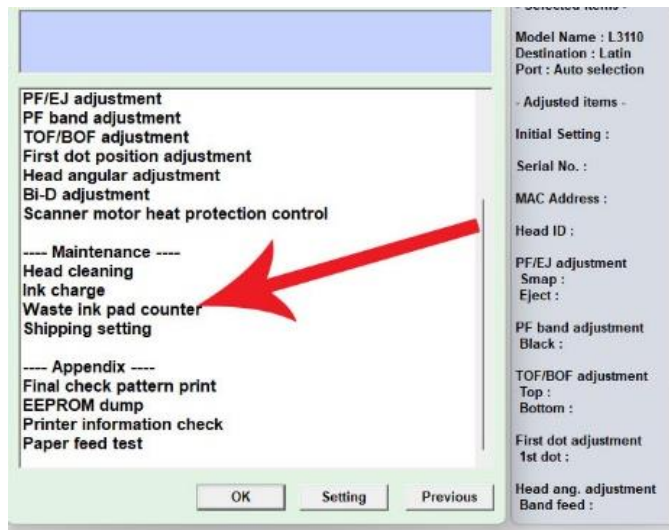 PF/EJ adjustment
PF band adjustment
TOF/BOF adjustment
First dot position adjustment
Head angular adjustment
Bi-D adjustment
Scanner motor heat protection control
---- Maintenance ----
Head cleaning
Ink charge
Waste ink pad counter
Shipping setting
---- Appendix ----
Final check pattern print
EEPROM dump
Printer information check
Paper feed test
OK
Setting
Previous
- Selected items -
Model Name : L3110
Destination : Latin
Port : Auto selection
- Adjusted items -
Initial Setting :
Serial No. :
MAC Address :
Head ID :
PF/EJ adjustment
Smap :
Eject :
PF band adjustment
Black :
TOF/BOF adjustment
Top :
Bottom :
First dot adjustment
1st dot :
Head ang. adjustment
Band feed :